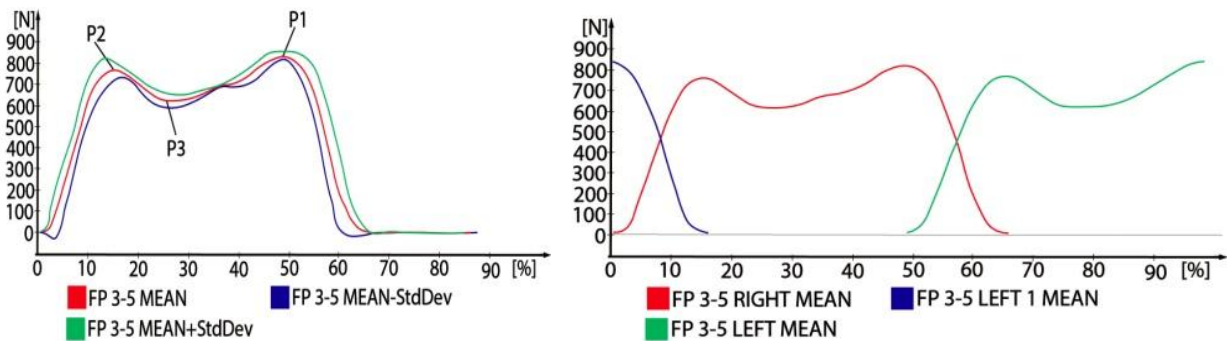 [N]
P2
P1
P3
900
800
700
600
500
400
300
200
100
0
0 10 20 30 40 50 60 70 80 90 [%]
FP 3-5 MEAN FP 3-5 MEAN-StdDev
FP 3-5 MEAN+StdDev
[N]
900
800
700
600
500
400
300
200
100
0
0 10 20 30 40 50 60 70 80 90 [%]
FP 3-5 RIGHT MEAN FP 3-5 LEFT 1 MEAN
FP 3-5 LEFT MEAN